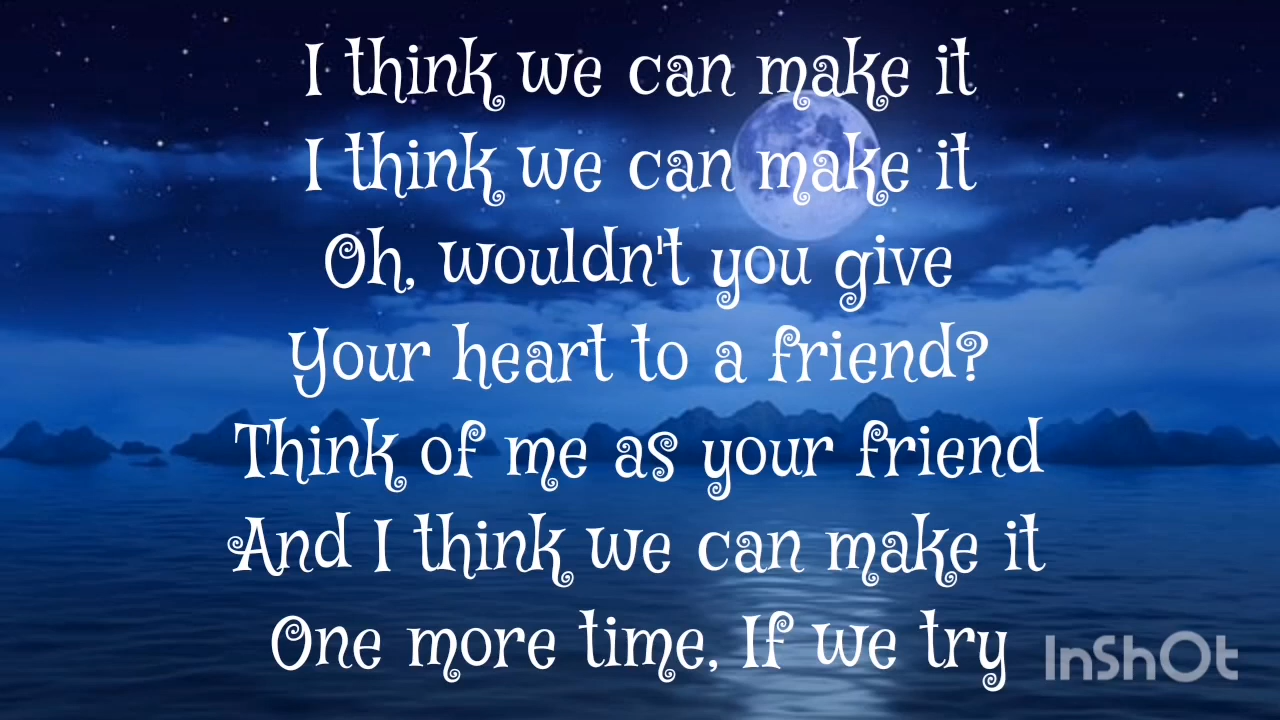 I think we can make it
I think we can make it
Oh, wouldn't you give
Your heart to a friend?
Think of me as your friend
And I think we can make it
One more time, If we try
InShOt